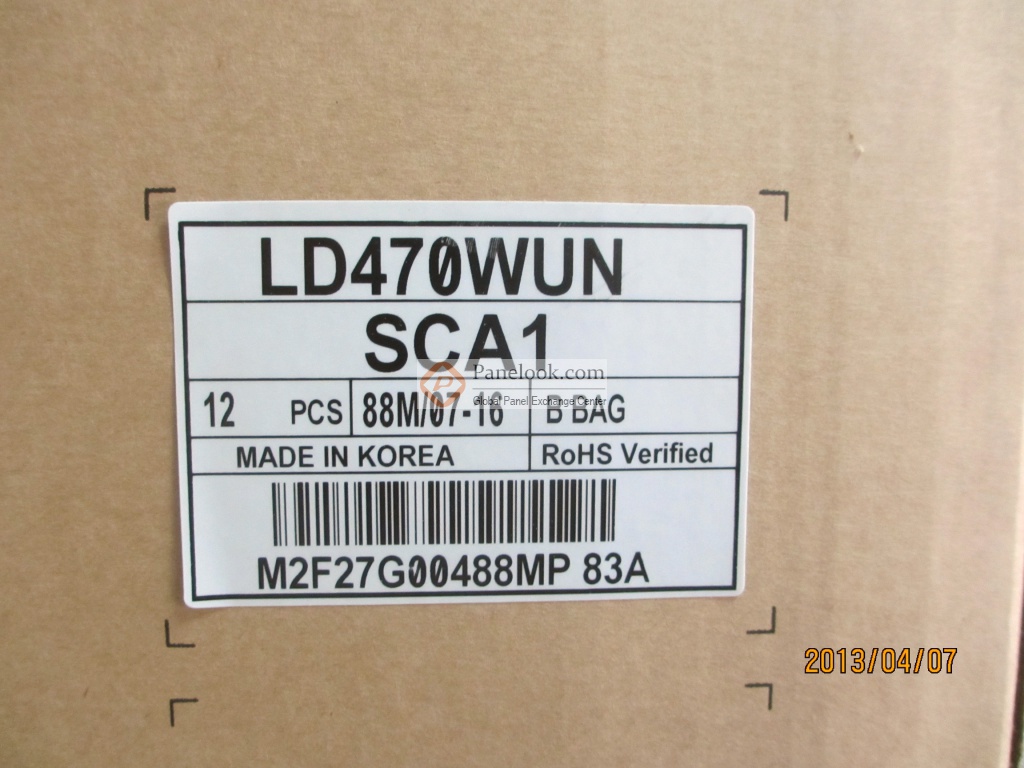 LD470WUN
SCA1
Panelook.com
Global Panel Exchange Center
12 PCS 88M/07-16 B BAG
MADE IN KOREA RoHS Verified
M2F27G00488MP 83A
2013/04/07